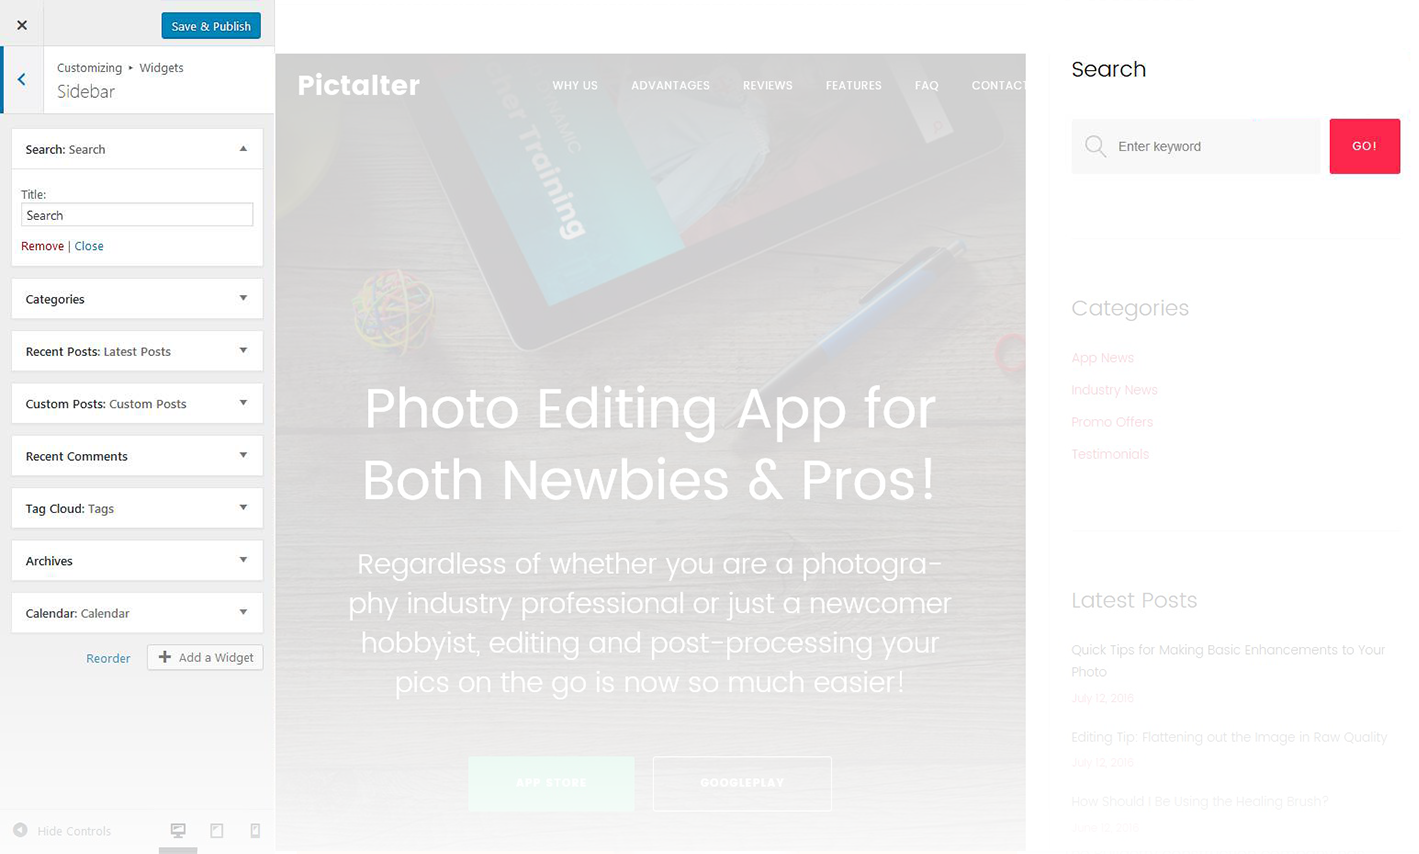 Save & Publish
Customizing ▸ Widgets
Sidebar
Search: Search
Title:
Search
Remove | Close
Categories
Recent Posts: Latest Posts
Custom Posts: Custom Posts
Recent Comments
Tag Cloud: Tags
Archives
Calendar: Calendar
Reorder
Add a Widget
Hide Controls
Pictalter
WHY US
ADVANTAGES
REVIEWS
FEATURES
FAQ
CONTACT
DYNAMIC
her Training
Photo Editing App for
Both Newbies & Pros!
Regardless of whether you are a photogra-
phy industry professional or just a newcomer
hobbyist, editing and post-processing your
pics on the go is now so much easier!
APP STORE
GOOGLEPLAY
Search
Enter keyword
GO!
Categories
App News
Industry News
Promo Offers
Testimonials
Latest Posts
Quick Tips for Making Basic Enhancements to Your
Photo
July 12, 2016
Editing Tip: Flattening out the Image in Raw Quality
July 12, 2016
How Should I Be Using the Healing Brush?